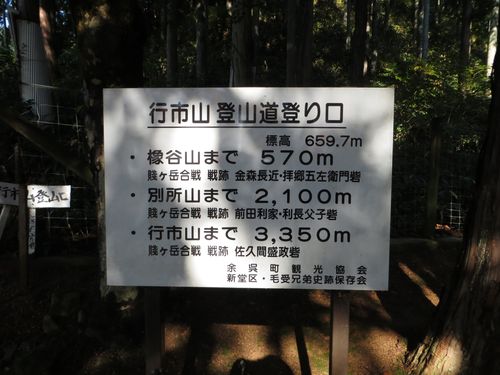 行市山 登山道登り口
標高 659.7m
・橡谷山まで 570m
賤ヶ岳合戦 戦跡 金森長近・拝郷五左衛門砦
・別所山まで 2,100m
賤ヶ岳合戦 戦跡 前田利家・利長父子砦
・行市山まで 3,350m
賤ヶ岳合戦 戦跡 佐久間盛政砦
余呉町観光協会
新堂区・毛受兄弟史跡保存会
登山口